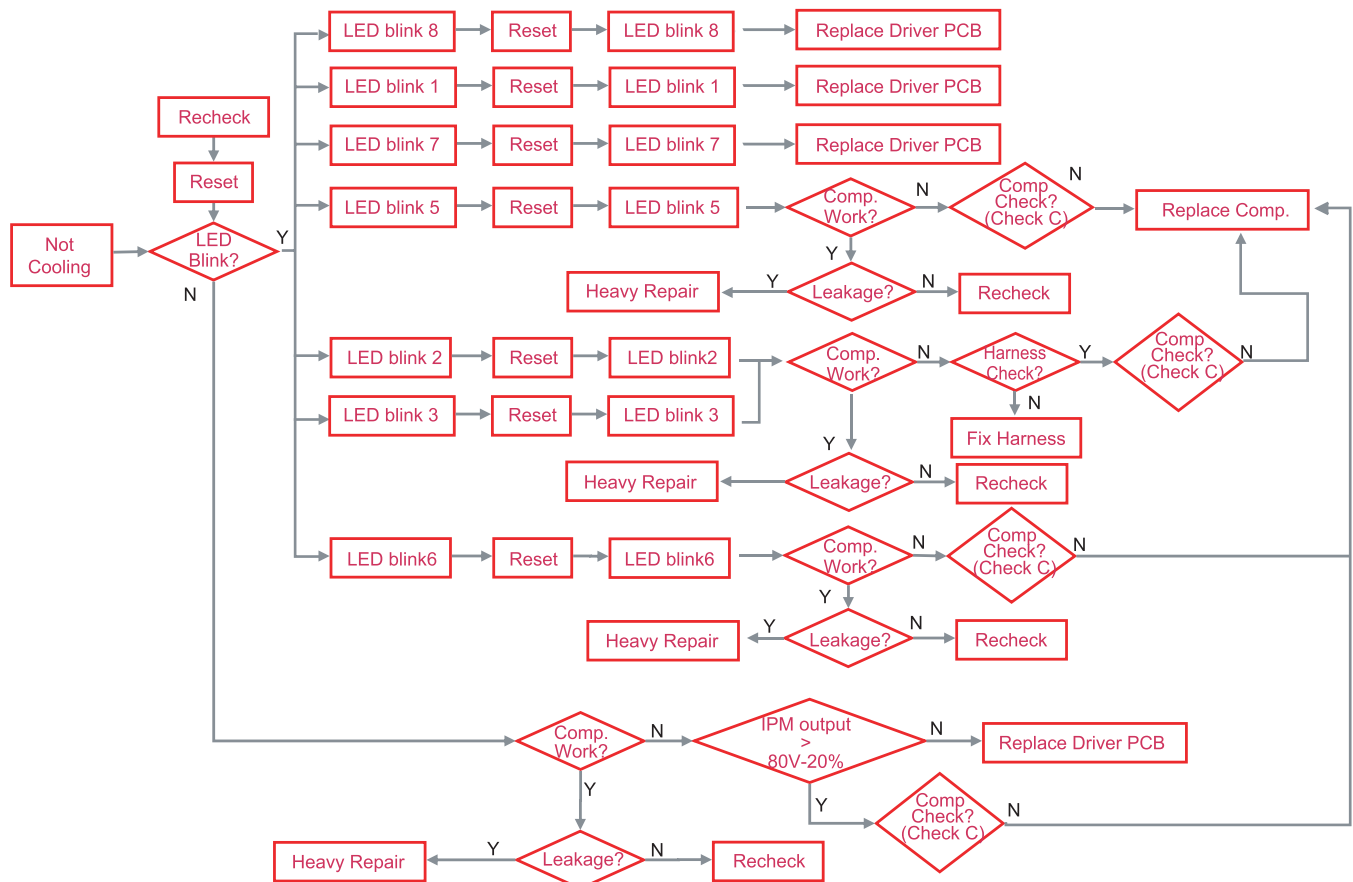 LED blink 8
Reset
LED blink 8
Replace Driver PCB
LED blink 1
Reset
LED blink 1
Replace Driver PCB
Recheck
LED blink 7
Reset
LED blink 7
Replace Driver PCB
Reset
LED blink 5
Reset
LED blink 5
Comp.
Work?
N
Comp
Check?
(Check C)
N
Replace Comp.
Not
Cooling
LED
Blink?
Y
N
Y
Heavy Repair
Y
Leakage?
N
Recheck
LED blink 2
Reset
LED blink2
Comp.
Work?
N
Harness
Check?
Y
Comp
Check?
(Check C)
N
LED blink 3
Reset
LED blink 3
N
Fix Harness
Y
Heavy Repair
Leakage?
N
Recheck
LED blink6
Reset
LED blink6
Comp.
Work?
N
Comp
Check?
(Check C)
N
Y
Heavy Repair
Y
Leakage?
N
Recheck
Comp.
Work?
N
IPM output
>
80V-20%
N
Replace Driver PCB
Y
Y
Comp
Check?
(Check C)
N
Heavy Repair
Y
Leakage?
N
Recheck